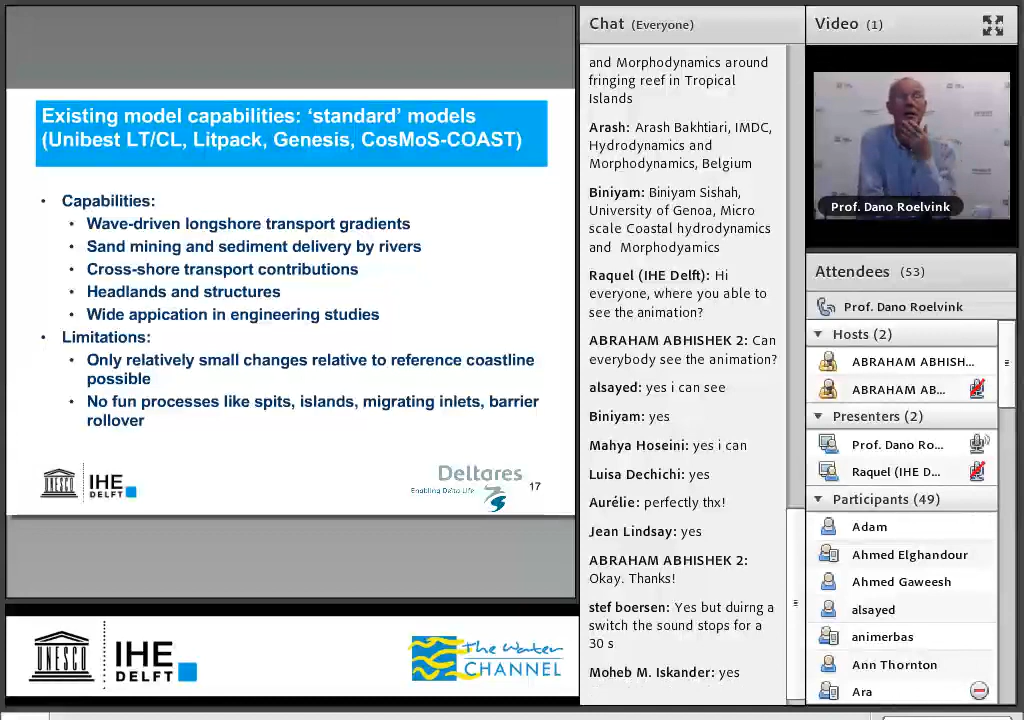 Existing model capabilities: ‘standard’ models
(Unibest LT/CL, Litpack, Genesis, CosMoS-COAST)
• Capabilities:
• Wave-driven longshore transport gradients
• Sand mining and sediment delivery by rivers
• Cross-shore transport contributions
• Headlands and structures
• Wide appication in engineering studies
• Limitations:
• Only relatively small changes relative to reference coastline
possible
• No fun processes like spits, islands, migrating inlets, barrier
rollover
UNESCO
IHE
DELFT
Deltares
Enabling Delta Life
17
UNESCO
IHE
DELFT
the water
CHANNEL
Chat (Everyone)
and Morphodynamics around
fringing reef in Tropical
Islands
Arash: Arash Bakhtiari, IMDC,
Hydrodynamics and
Morphodynamics, Belgium
Biniyam: Biniyam Sishah,
University of Genoa, Micro
scale Coastal hydrodynamics
and Morphodyamics
Raquel (IHE Delft): Hi
everyone, where you able to
see the animation?
ABRAHAM ABHISHEK 2: Can
everybody see the animation?
alsayed: yes i can see
Biniyam: yes
Mahya Hoseini: yes i can
Luisa Dechichi: yes
Aurélie: perfectly thx!
Jean Lindsay: yes
ABRAHAM ABHISHEK 2:
Okay. Thanks!
stef boersen: Yes but duirng a
switch the sound stops for a
30 s
Moheb M. Iskander: yes
Video (1)
Prof. Dano Roelvink
Attendees (53)
Prof. Dano Roelvink
Hosts (2)
ABRAHAM ABHISH...
ABRAHAM AB...
Presenters (2)
Prof. Dano Ro...
Raquel (IHE D...
Participants (49)
Adam
Ahmed Elghandour
Ahmed Gaweesh
alsayed
animerbas
Ann Thornton
Ara